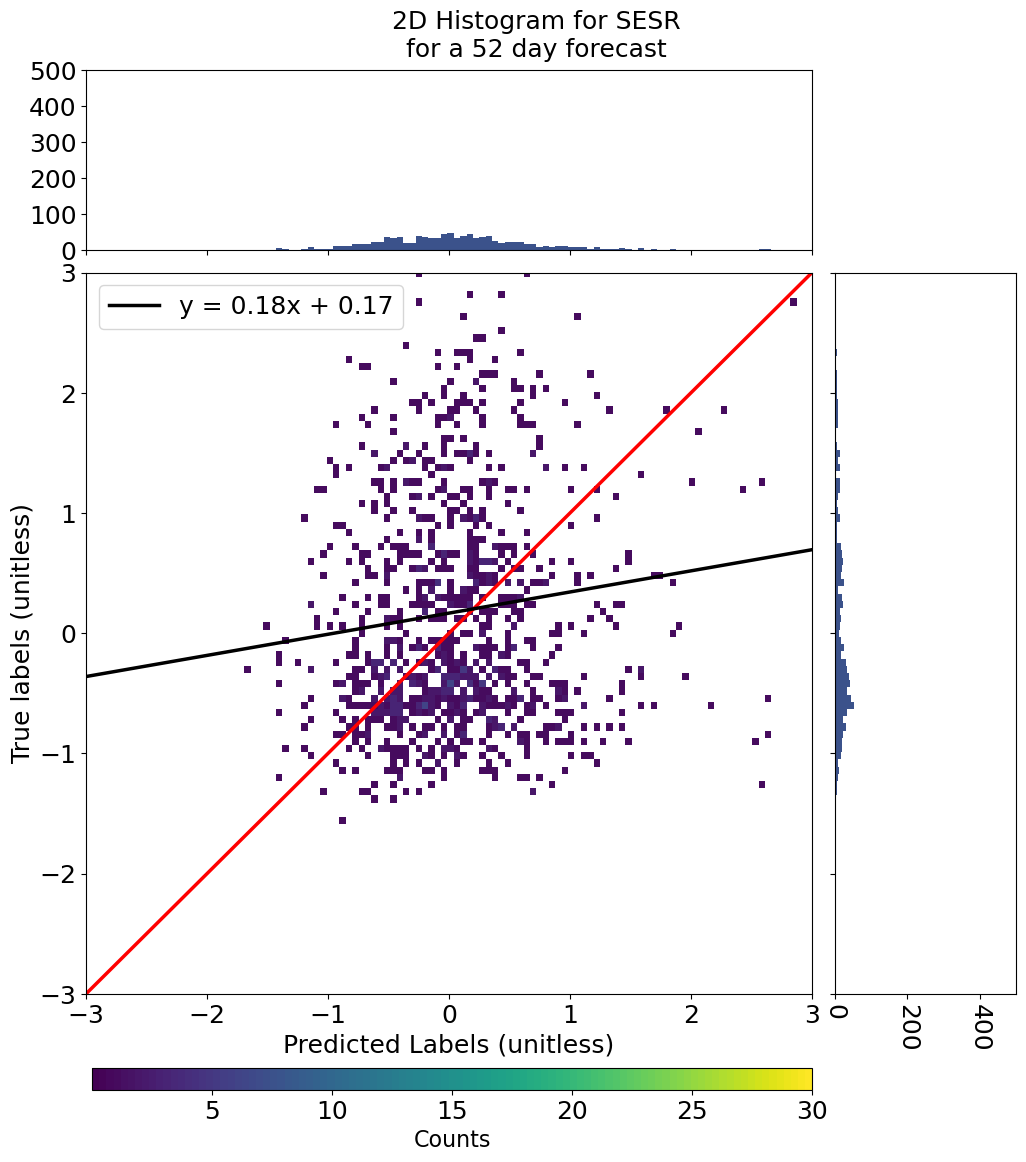 2D Histogram for SESR
for a 52 day forecast
500
400
300
200
100
0
3
2
1
0
−1
−2
−3
True labels (unitless)
y = 0.18x + 0.17
−3 −2 −1 0 1 2 3
Predicted Labels (unitless)
0 200 400
5 10 15 20 25 30
Counts